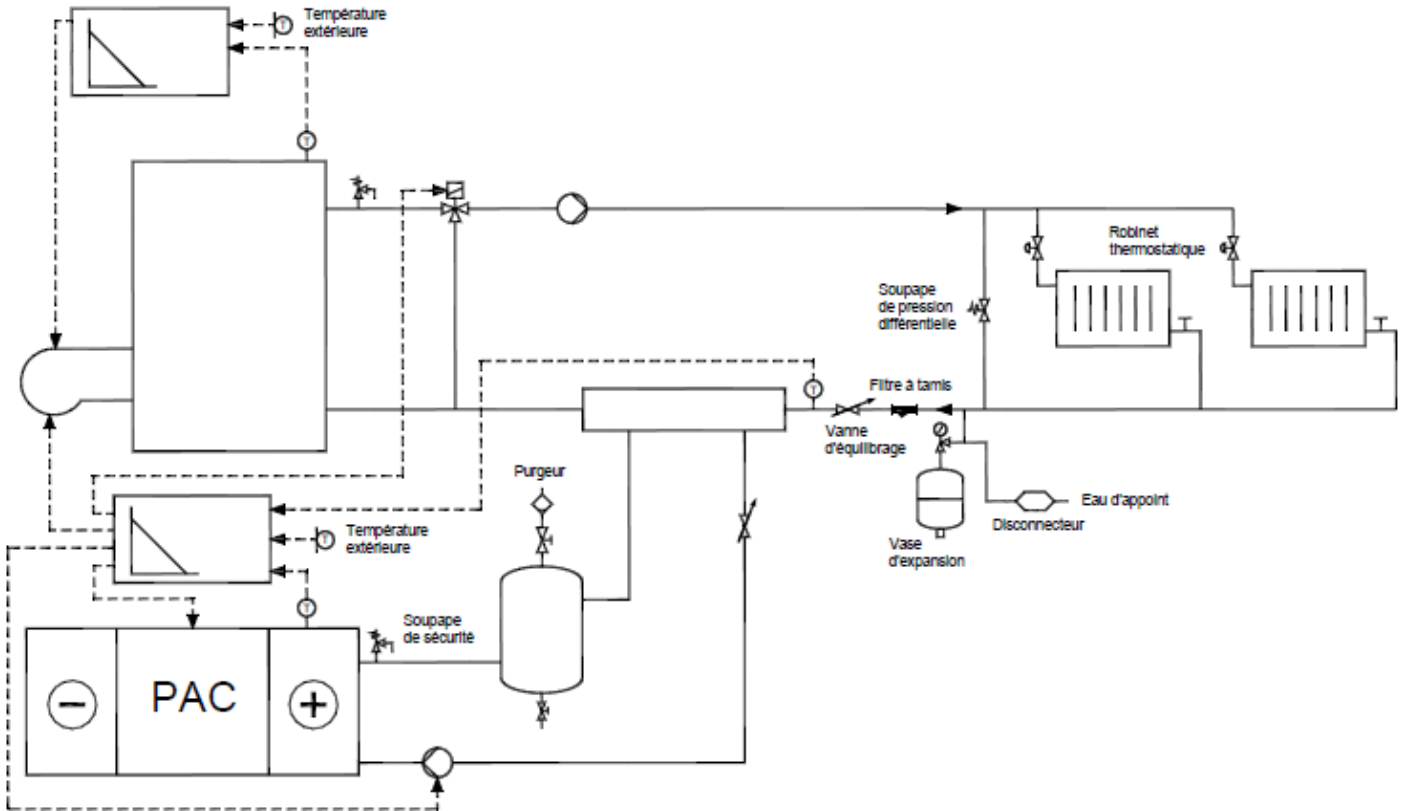 Température
extérieure
T
T
Robinet
thermostatique
Soupape
de pression
différentielle
T
Filtre à tamis
Vanne
d'équilibrage
Purgeur
Eau d'appoint
Disconnecteur
T
Température
extérieure
Vase
d'expansion
T
Soupape
de sécurité
PAC